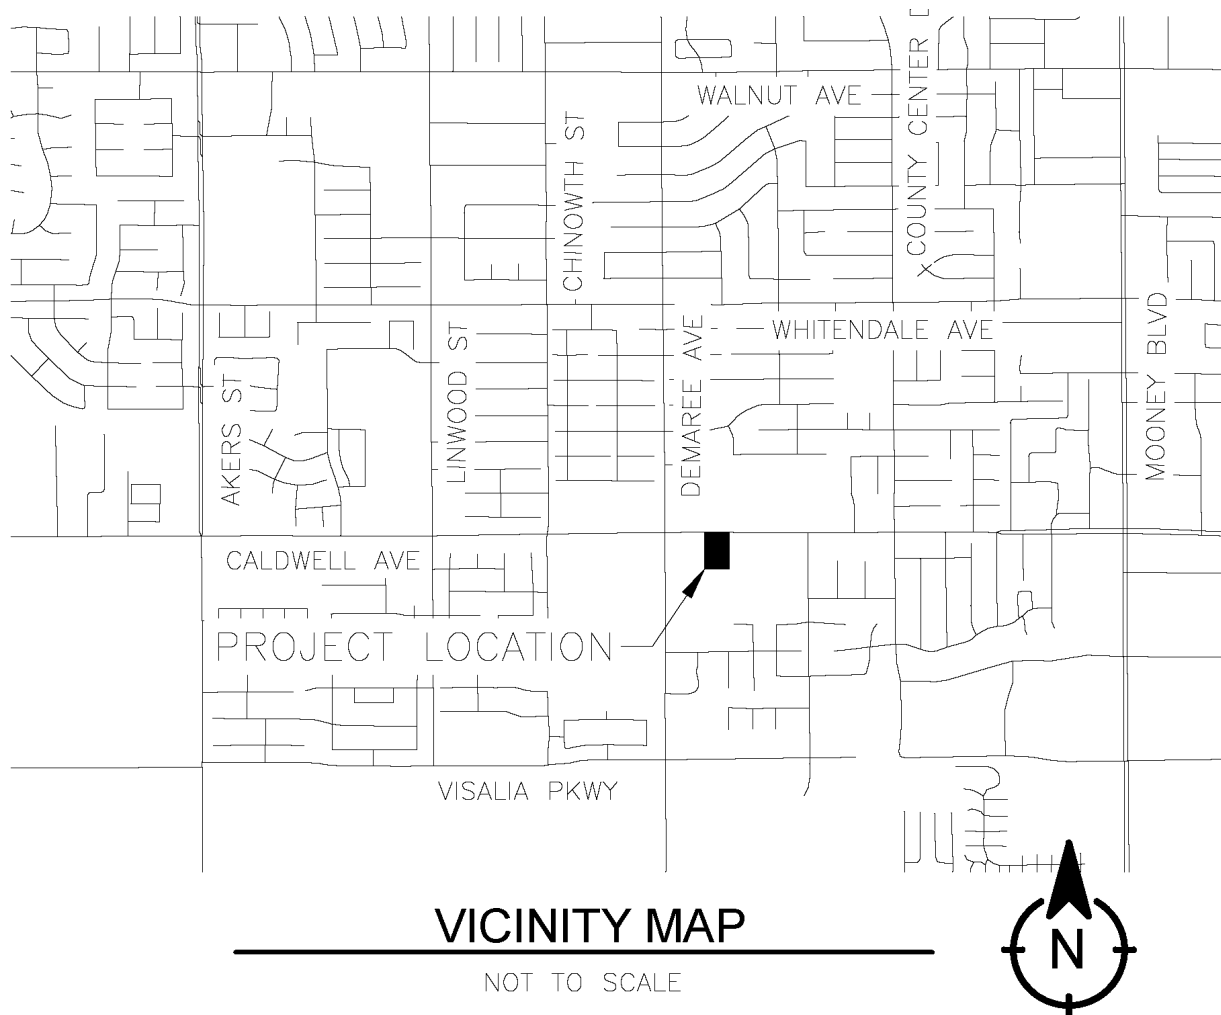 WALNUT AVE
COUNTY CENTER
CHINOWTH ST
WHITENDALE AVE
MOONEY BLVD
DEMAREE AVE
LINWOOD ST
AKERS ST
CALDWELL AVE
PROJECT LOCATION
VISALIA PKWY
VICINITY MAP
NOT TO SCALE
N